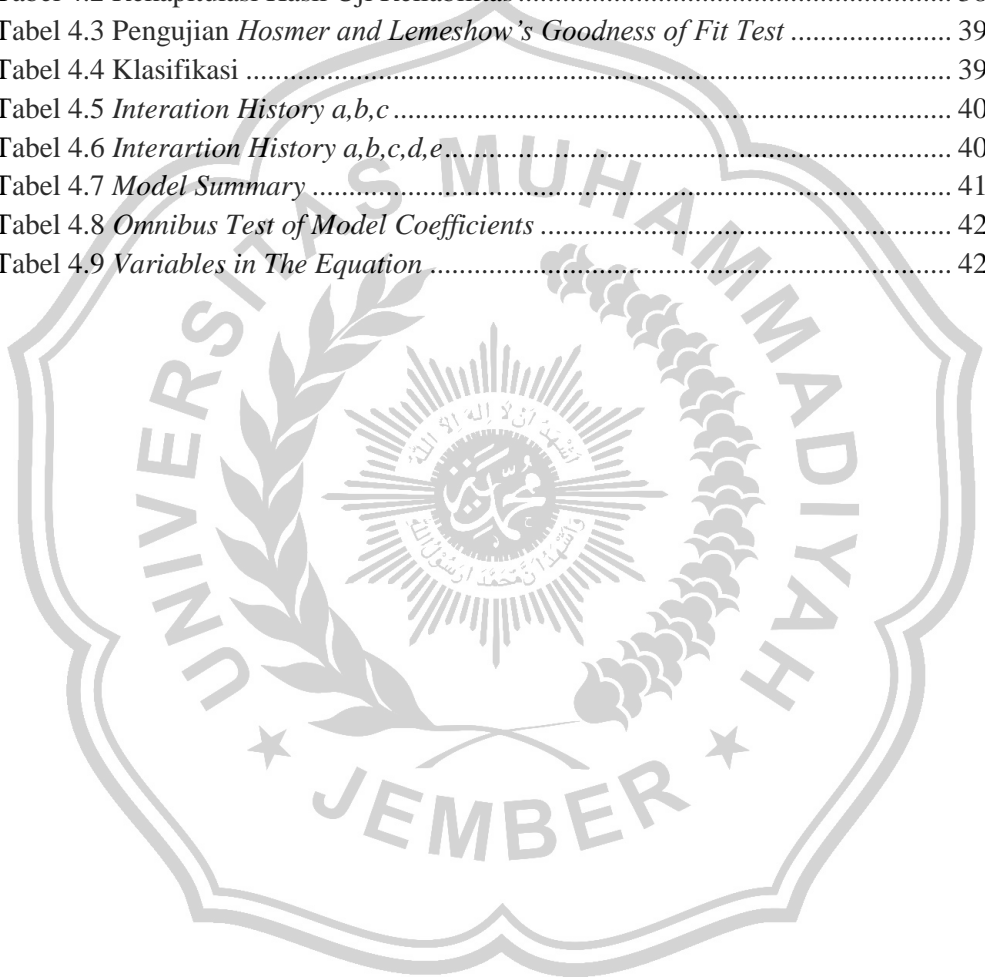 Tabel 4.3 Pengujian Hosmer and Lemeshow’s Goodness of Fit Test ...................... 39
Tabel 4.4 Klasifikasi ................................................................................................ 39
Tabel 4.5 Interation History a,b,c ............................................................................ 40
Tabel 4.6 Interartion History a,b,c,d,e ..................................................................... 40
Tabel 4.7 Model Summary ....................................................................................... 41
Tabel 4.8 Omnibus Test of Model Coefficients ........................................................ 42
Tabel 4.9 Variables in The Equation ....................................................................... 42
UNIVERSITAS MUHAMMADIYAH
JEMBER